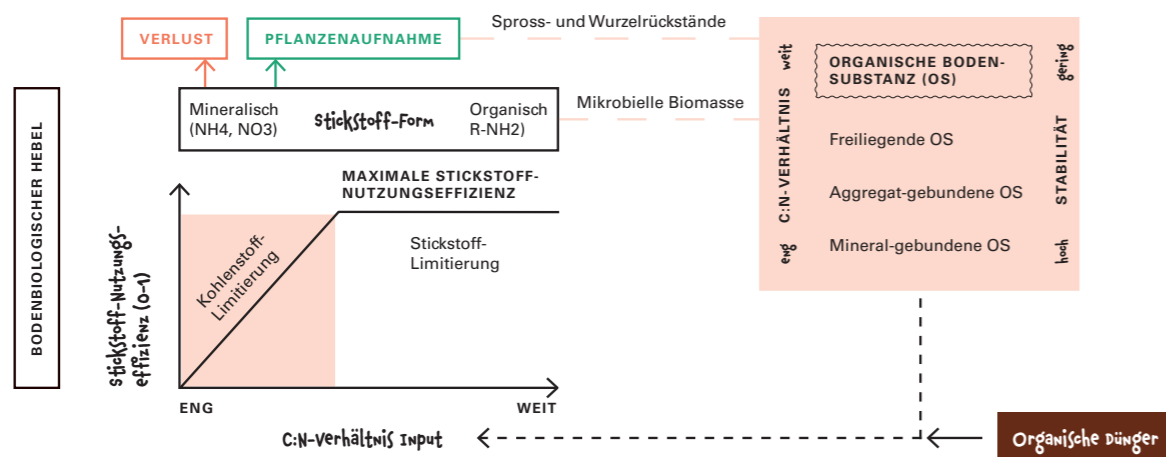 VERLUST
PFLANZENAUFNAHME
Spross- und Wurzelrückstände
Mineralisch
(NH4, NO3)
Stickstoff-Form
Organisch
R-NH2)
Mikrobielle Biomasse
BODENBIOLOGISCHER HEBEL
MAXIMALE STICKSTOFF-
NUTZUNGSEFFIZIENZ
Kohlenstoff-
Limitierung
Stickstoff-
Limitierung
Stickstoff-Nutzungs-
effizienz (0-1)
ENG
WEIT
C:N-Verhältnis Input
weit
C:N-VERHÄLTNIS
eng
ORGANISCHE BODEN-
SUBSTANZ (OS)
Freiliegende OS
Aggregat-gebundene OS
Mineral-gebundene OS
gering
STABILITÄT
hoch
Organische Dünger